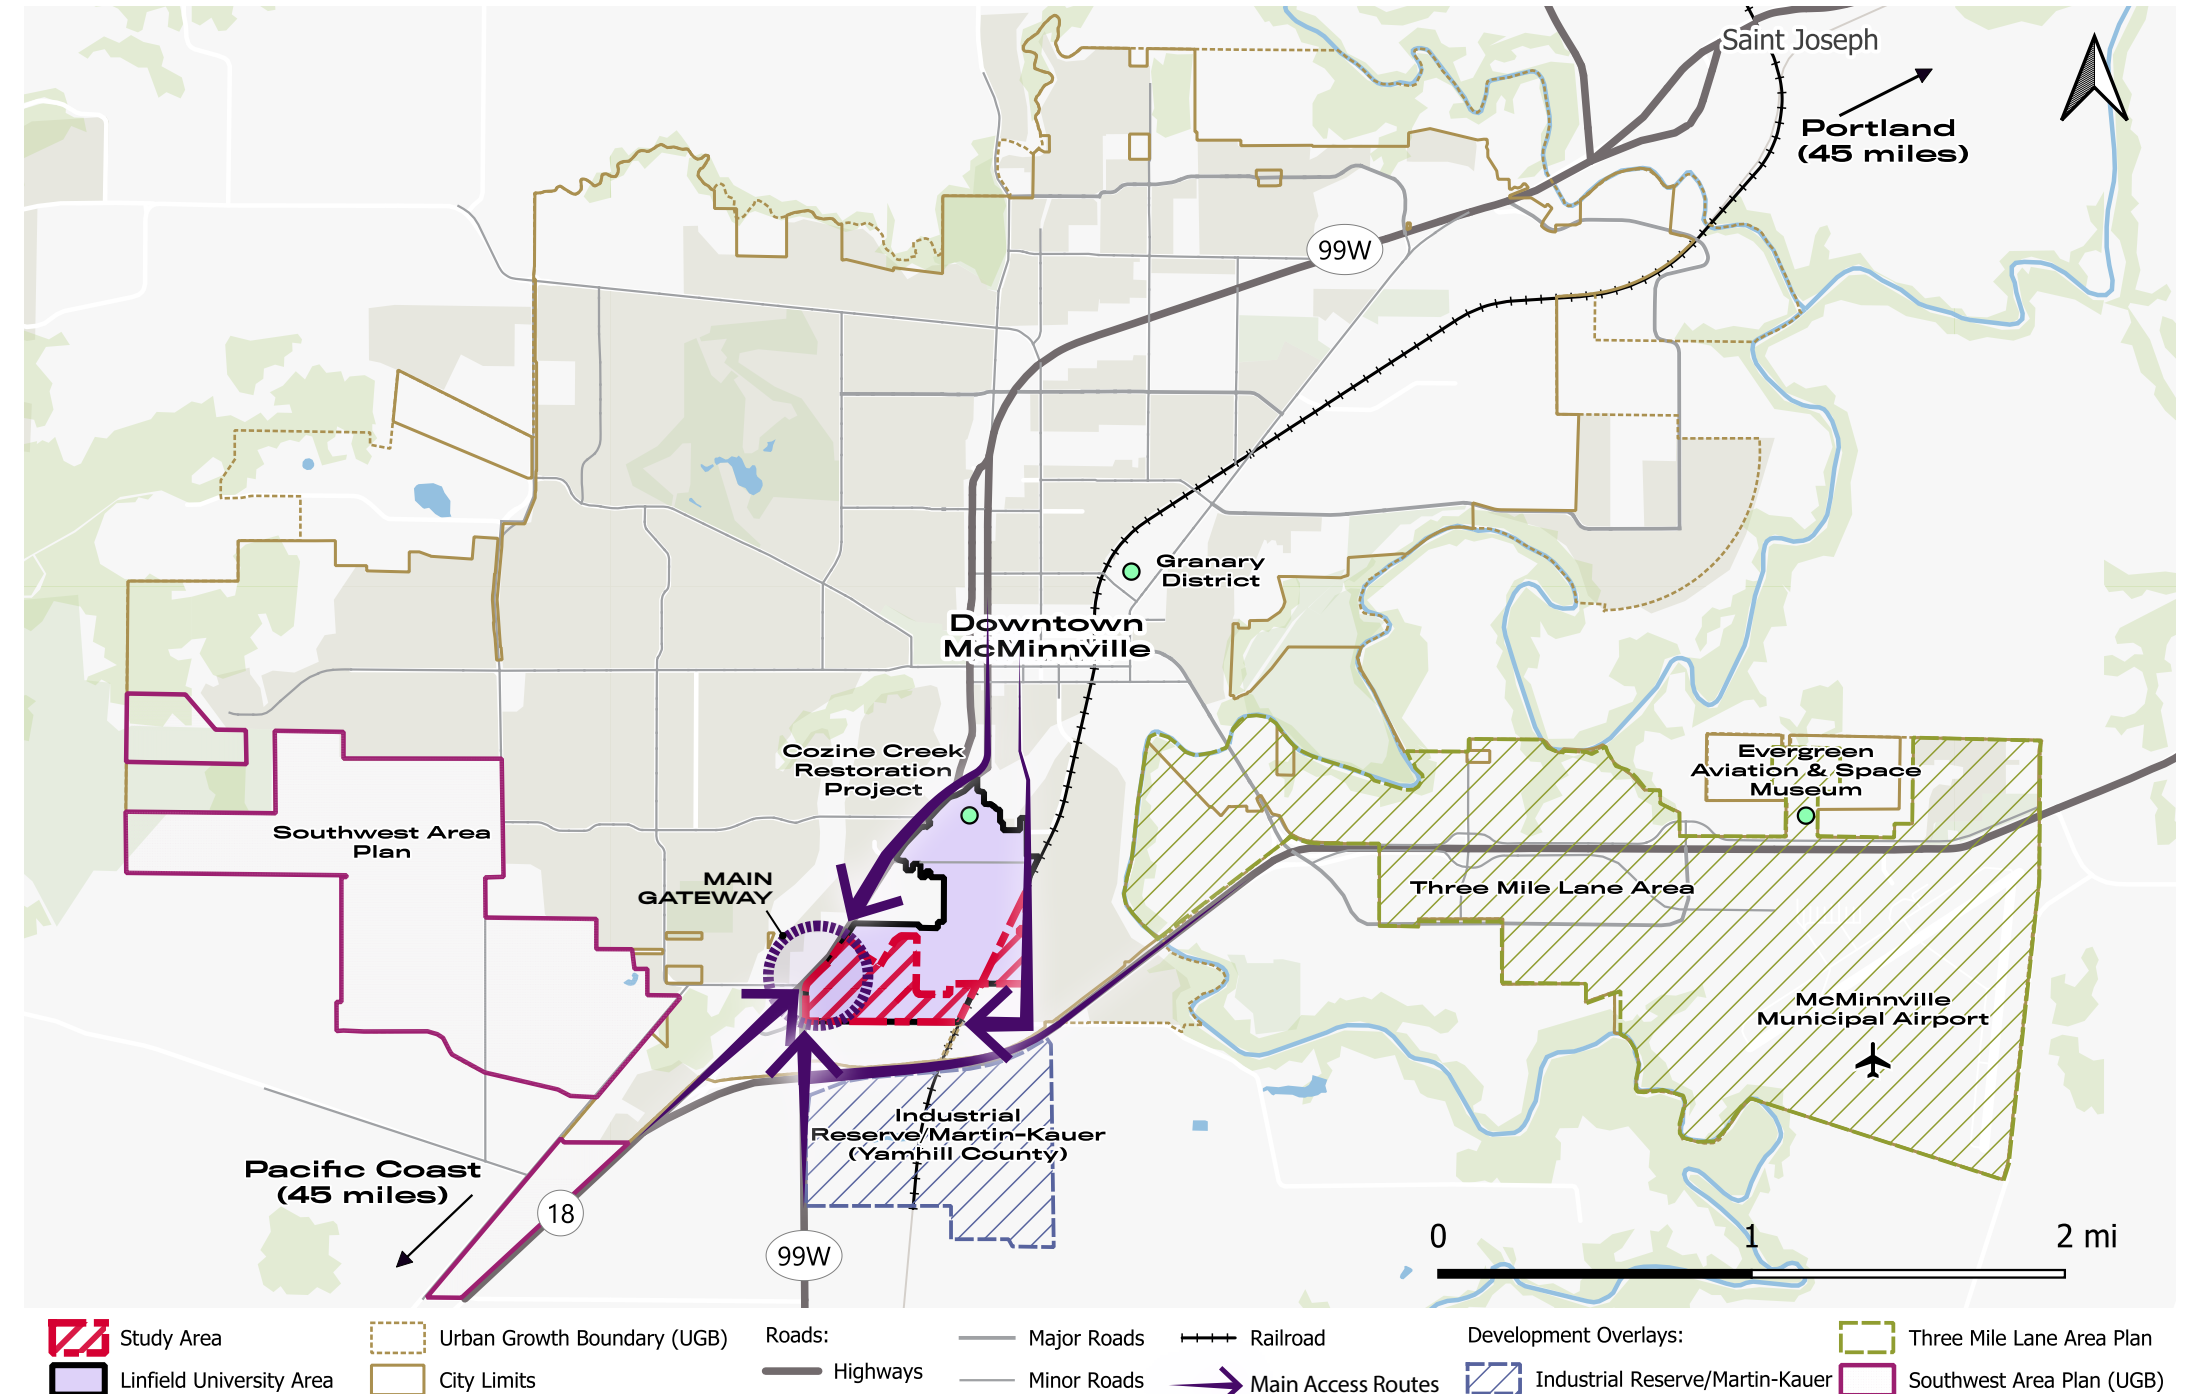 Saint Joseph
Portland
(45 miles)
99W
Granary
District
Downtown
McMinnville
Cozine Creek
Restoration
Project
Evergreen
Aviation & Space
Museum
Southwest Area
Plan
MAIN
GATEWAY
Three Mile Lane Area
McMinnville
Municipal Airport
Industrial
Reserve/Martin-Kauer
(Yamhill County)
Pacific Coast
(45 miles)
18
99W
0 1 2 mi
Study Area
Linfield University Area
Urban Growth Boundary (UGB)
City Limits
Roads:
Highways
Major Roads
Minor Roads
Railroad
Main Access Routes
Development Overlays:
Industrial Reserve/Martin-Kauer
Three Mile Lane Area Plan
Southwest Area Plan (UGB)